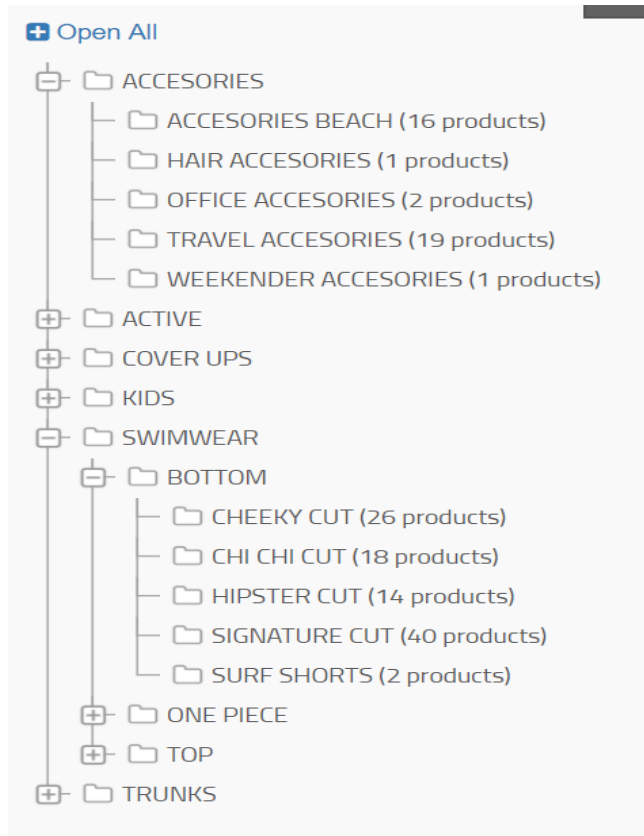 Open All
ACCESORIES
ACCESORIES BEACH (16 products)
HAIR ACCESORIES (1 products)
OFFICE ACCESORIES (2 products)
TRAVEL ACCESORIES (19 products)
WEEKENDER ACCESORIES (1 products)
ACTIVE
COVER UPS
KIDS
SWIMWEAR
BOTTOM
CHEEKY CUT (26 products)
CHI CHI CUT (18 products)
HIPSTER CUT (14 products)
SIGNATURE CUT (40 products)
SURF SHORTS (2 products)
ONE PIECE
TOP
TRUNKS